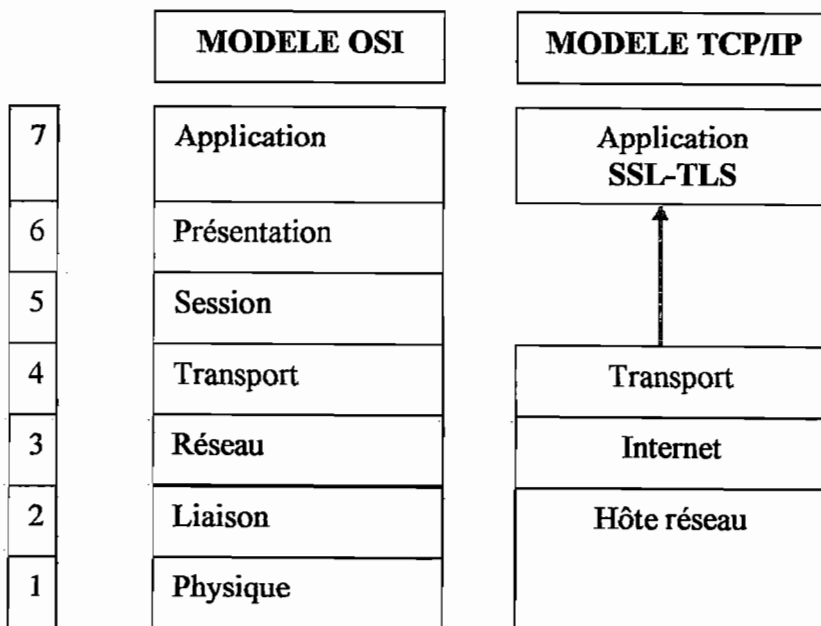 MODELE OSI
MODELE TCP/IP
7
Application
Application
SSL-TLS
6
Présentation
5
Session
4
Transport
Transport
3
Réseau
Internet
2
Liaison
Hôte réseau
1
Physique